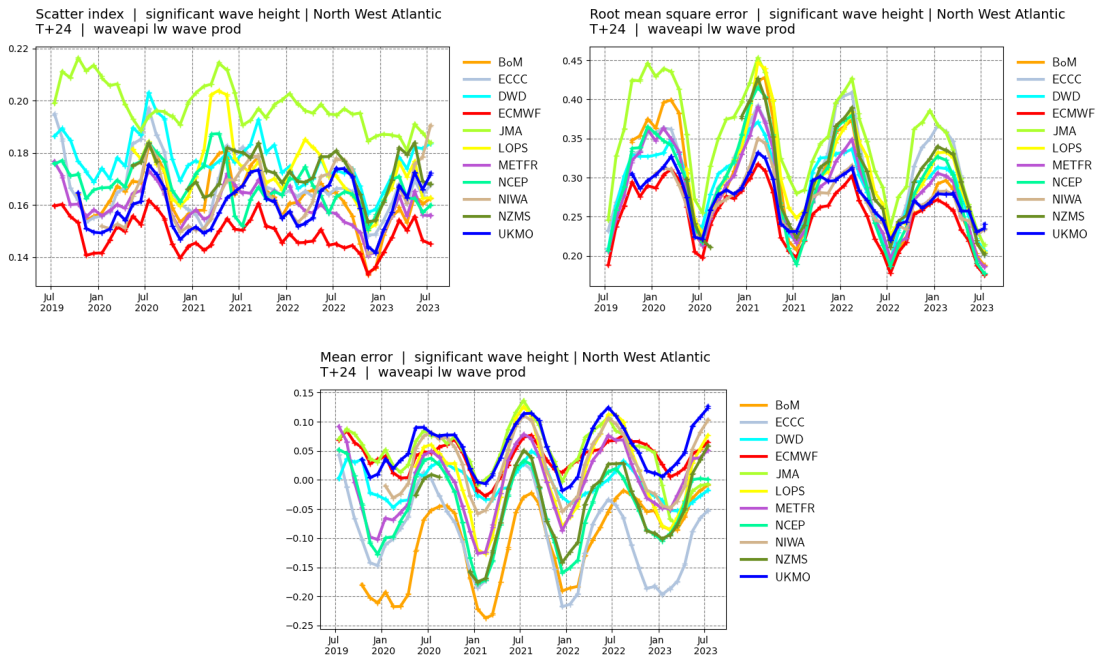 Scatter index | significant wave height | North West Atlantic
T+24 | waveapi lw wave prod
0.22
0.20
0.18
0.16
0.14
Jul Jan Jul Jan Jul Jan Jul Jan Jul
2019 2020 2020 2021 2021 2022 2022 2023 2023
BoM
ECCC
DWD
ECMWF
JMA
LOPS
METFR
NCEP
NIWA
NZMS
UKMO
Root mean square error | significant wave height | North West Atlantic
T+24 | waveapi lw wave prod
0.45
0.40
0.35
0.30
0.25
0.20
Jul Jan Jul Jan Jul Jan Jul Jan Jul
2019 2020 2020 2021 2021 2022 2022 2023 2023
BoM
ECCC
DWD
ECMWF
JMA
LOPS
METFR
NCEP
NIWA
NZMS
UKMO
Mean error | significant wave height | North West Atlantic
T+24 | waveapi lw wave prod
0.15
0.10
0.05
0.00
−0.05
−0.10
−0.15
−0.20
−0.25
Jul Jan Jul Jan Jul Jan Jul Jan Jul
2019 2020 2020 2021 2021 2022 2022 2023 2023
BoM
ECCC
DWD
ECMWF
JMA
LOPS
METFR
NCEP
NIWA
NZMS
UKMO